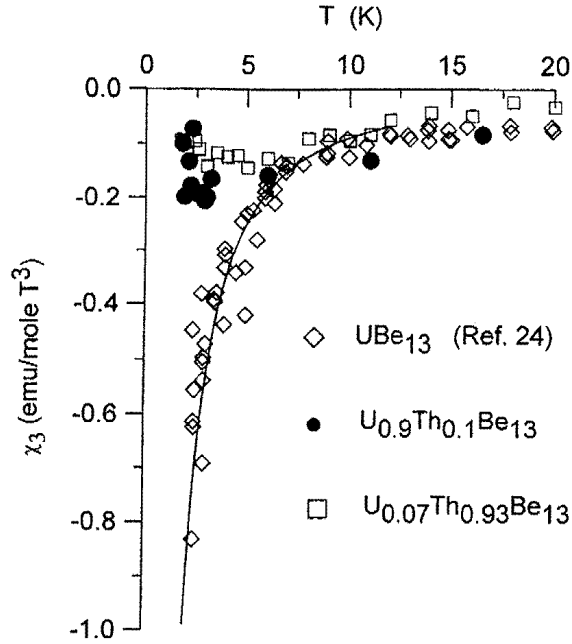 T (K)
0 5 10 15 20
0.0
-0.2
-0.4
-0.6
-0.8
-1.0
χ3 (emu/mole T3)
UBe13 (Ref. 24)
U0.9Th0.1Be13
U0.07Th0.93Be13